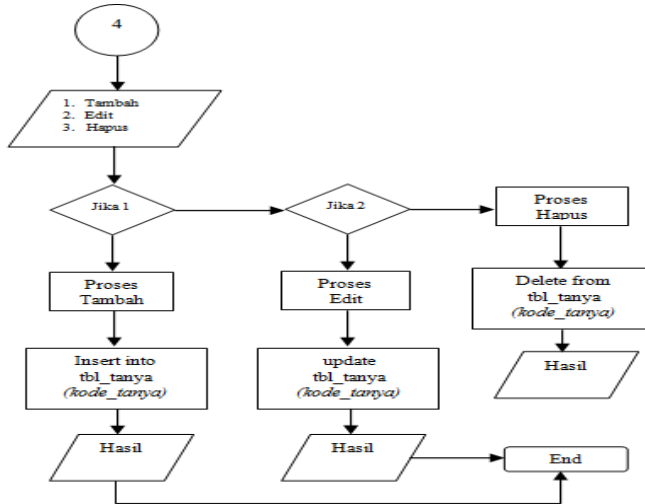 4
1. Tambah
2. Edit
3. Hapus
Jika 1
Jika 2
Proses
Hapus
Proses
Tambah
Proses
Edit
Delete from
tbl_tanya
(kode_tanya)
Insert into
tbl_tanya
(kode_tanya)
update
tbl_tanya
(kode_tanya)
Hasil
Hasil
Hasil
End